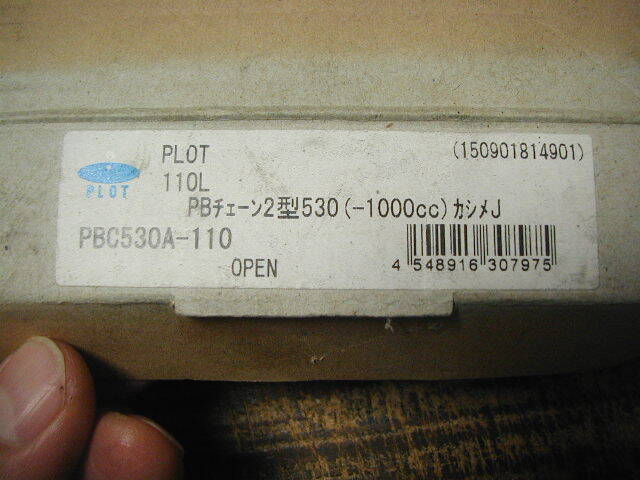 PLOT
PLOT
(150901814901)
110L
PBﾁｪｰﾝ2型530(-1000cc)ｶｼﾒJ
PBC530A-110
OPEN
4 548916 307975